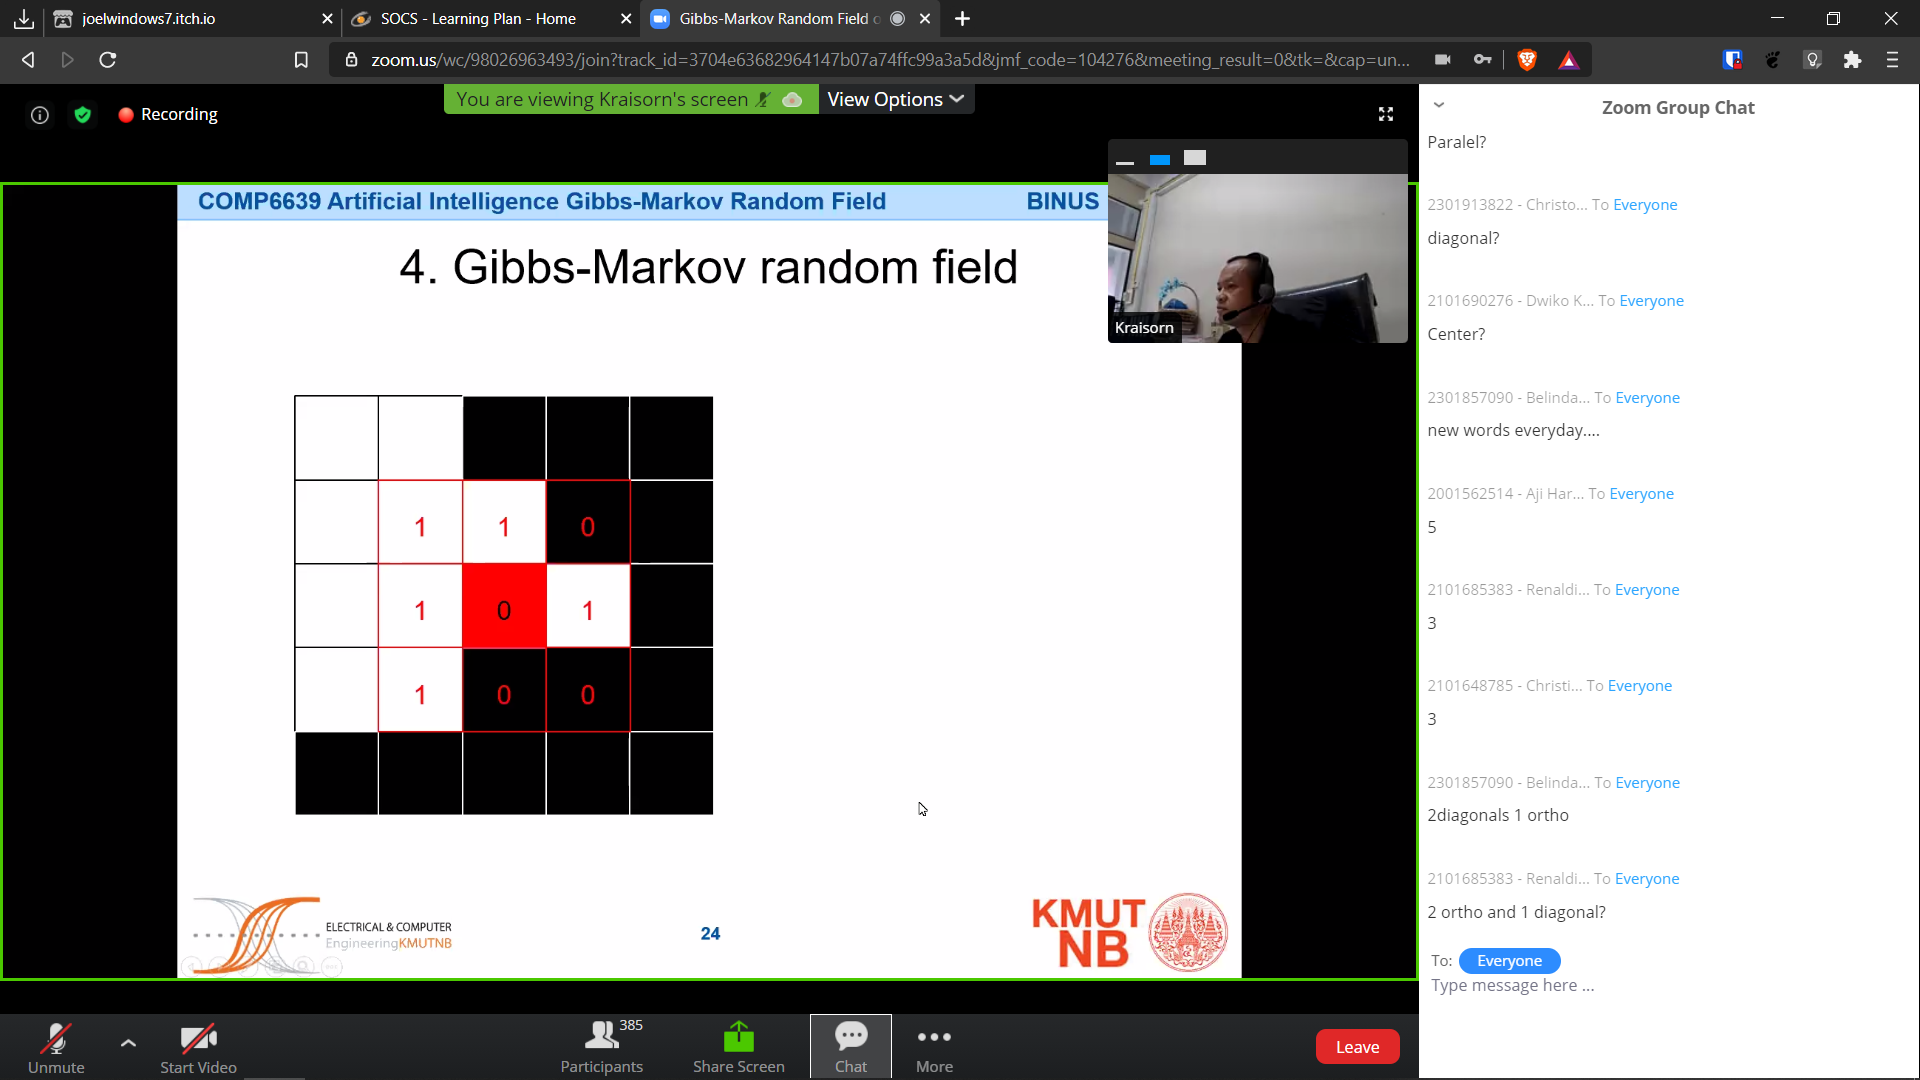 joelwindows7.itch.io
SOCS - Learning Plan - Home
Gibbs-Markov Random Field
zoom.us/wc/98026963493/join?track_id=3704e63682964147b07a74ffc99a3a5d&jmf_code=104276&meeting_result=0&tk=&cap=un...
You are viewing Kraisorn's screen
View Options
Recording
COMP6639 Artificial Intelligence Gibbs-Markov Random Field
BINUS
4. Gibbs-Markov random field
Kraisorn
1 1 0
1 0 1
1 0 0
ELECTRICAL & COMPUTER
EngineeringKMUTNB
24
KMUT
NB
Unmute
Start Video
385
Participants
Share Screen
Chat
More
Leave
Zoom Group Chat
Paralel?
2301913822 - Christo... To Everyone
diagonal?
2101690276 - Dwiko K... To Everyone
Center?
2301857090 - Belinda... To Everyone
new words everyday....
2001562514 - Aji Har... To Everyone
5
2101685383 - Renaldi... To Everyone
3
2101648785 - Christi... To Everyone
3
2301857090 - Belinda... To Everyone
2diagonals 1 ortho
2101685383 - Renaldi... To Everyone
2 ortho and 1 diagonal?
To: Everyone
Type message here ...